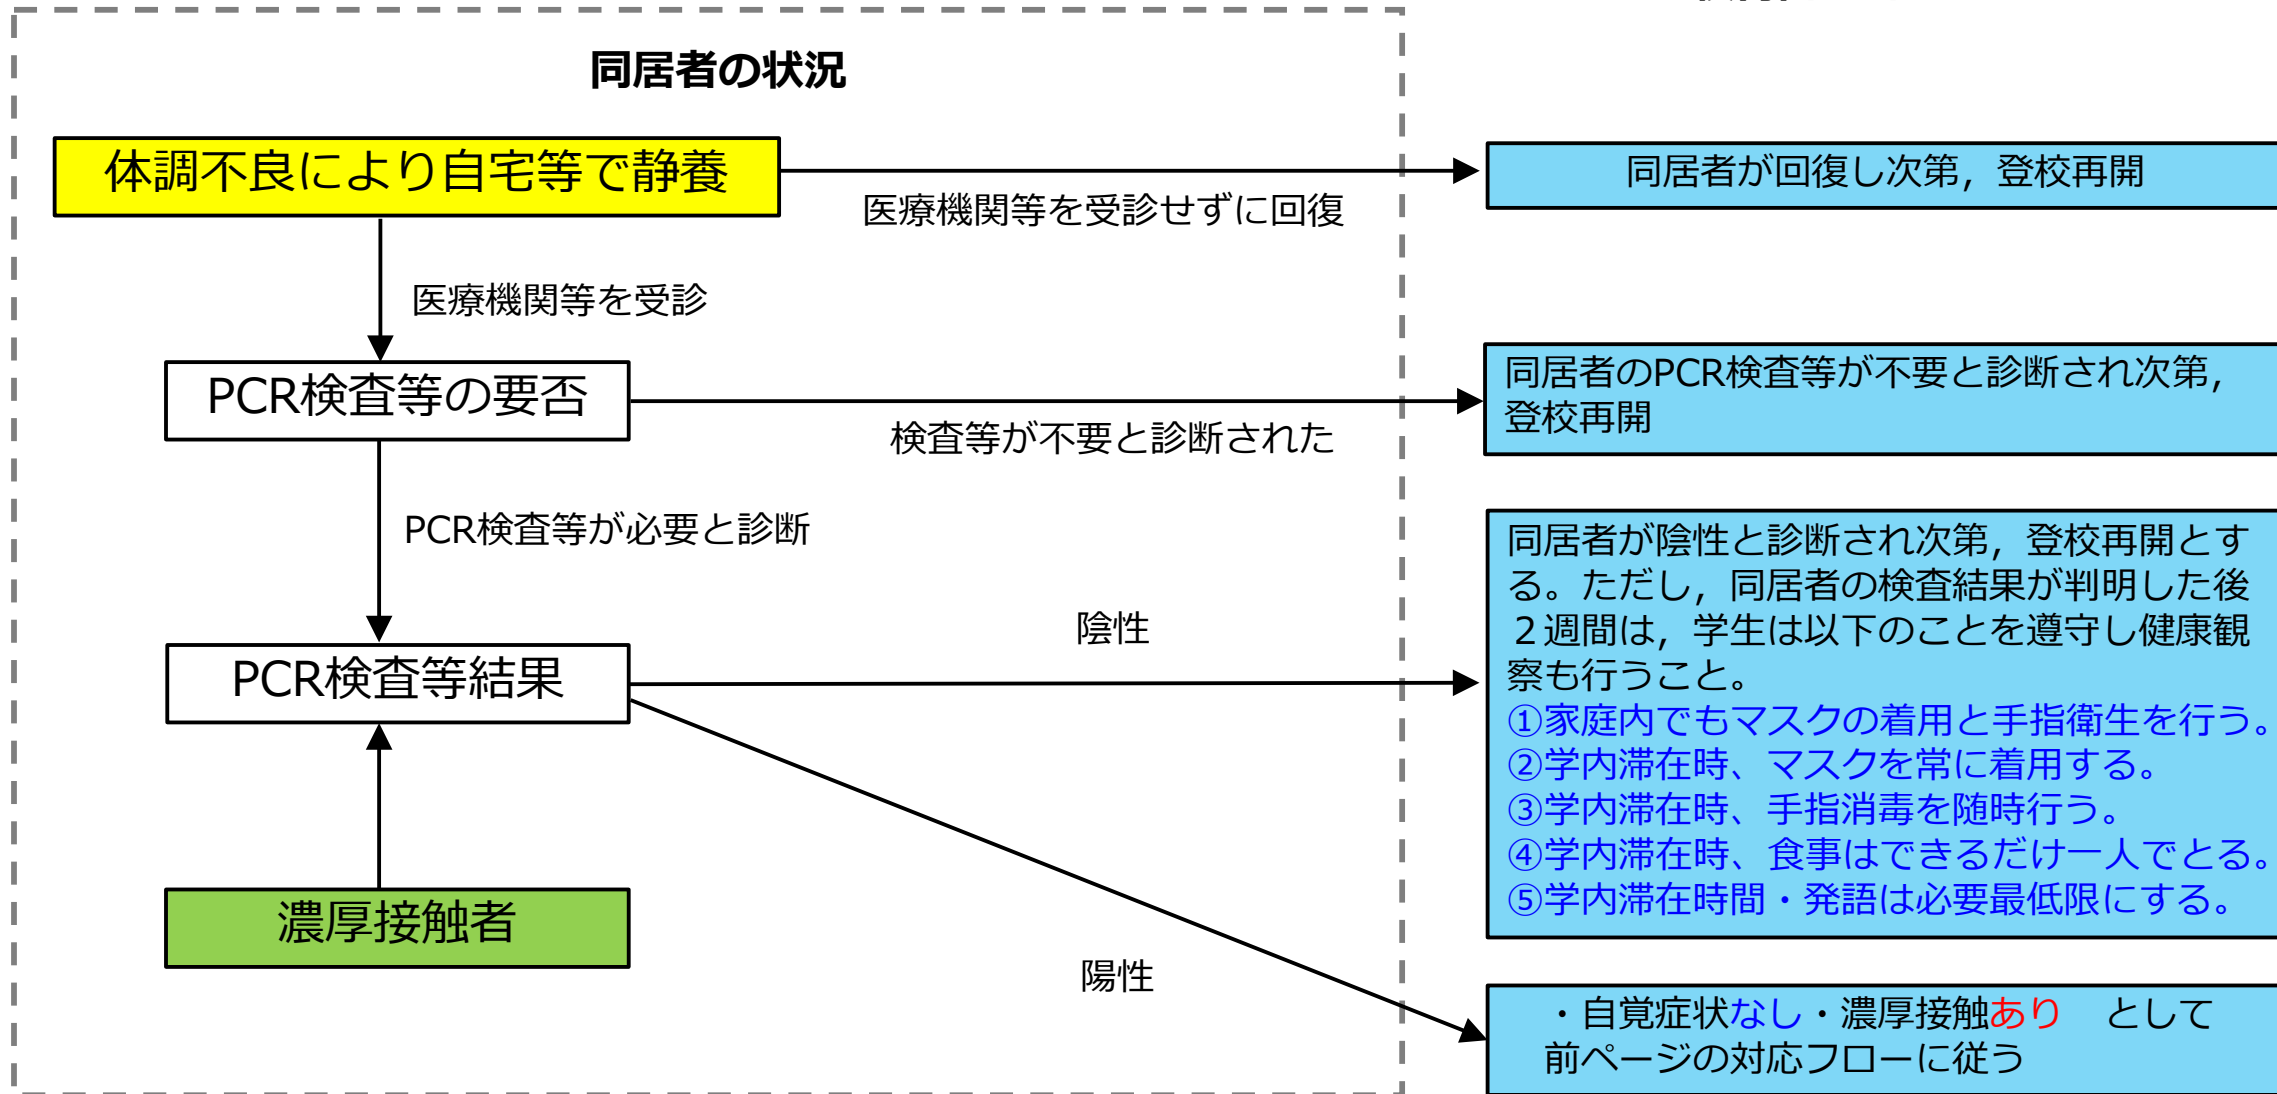 同居者の状況
体調不良により自宅等で静養
医療機関等を受診せずに回復
同居者が回復し次第，登校再開
医療機関等を受診
PCR検査等の要否
検査等が不要と診断された
同居者のPCR検査等が不要と診断され次第，
登校再開
PCR検査等が必要と診断
PCR検査等結果
陰性
同居者が陰性と診断され次第，登校再開とす
る。ただし，同居者の検査結果が判明した後
２週間は，学生は以下のことを遵守し健康観
察も行うこと。
①家庭内でもマスクの着用と手指衛生を行う。
②学内滞在時、マスクを常に着用する。
③学内滞在時、手指消毒を随時行う。
④学内滞在時、食事はできるだけ一人でとる。
⑤学内滞在時間・発語は必要最低限にする。
濃厚接触者
陽性
・自覚症状なし・濃厚接触あり　として
前ページの対応フローに従う